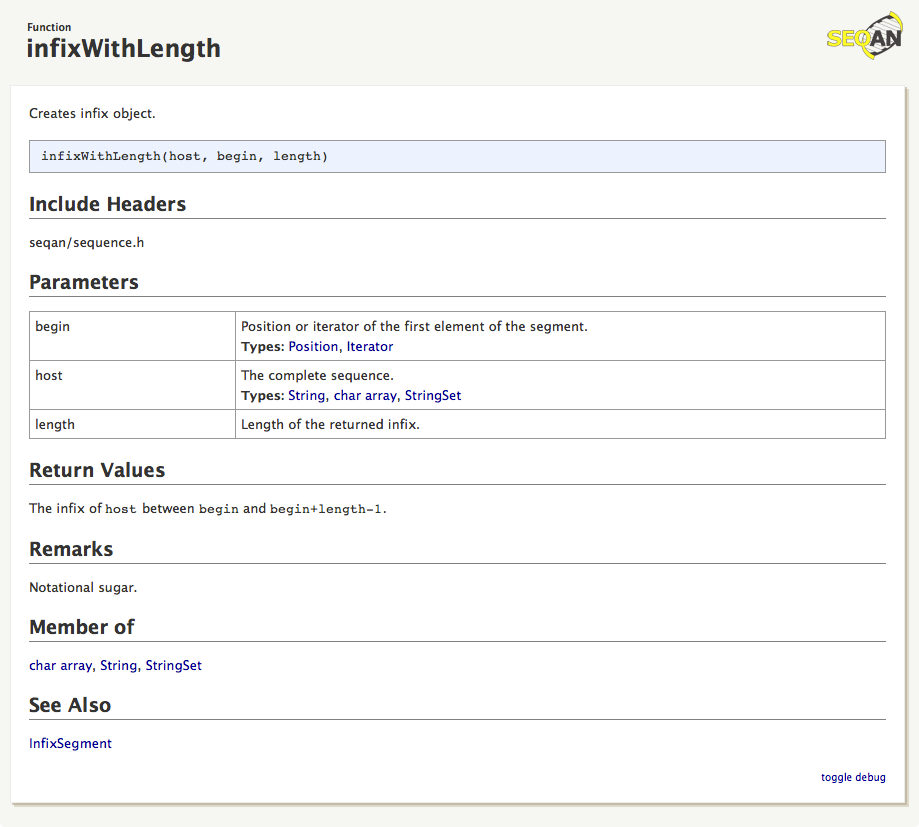 Function
infixWithLength
SEQAN
Creates infix object.
infixWithLength(host, begin, length)
Include Headers
seqan/sequence.h
Parameters
begin
Position or iterator of the first element of the segment.
Types: Position, Iterator
host
The complete sequence.
Types: String, char array, StringSet
length
Length of the returned infix.
Return Values
The infix of host between begin and begin+length-1.
Remarks
Notational sugar.
Member of
char array, String, StringSet
See Also
InfixSegment
toggle debug